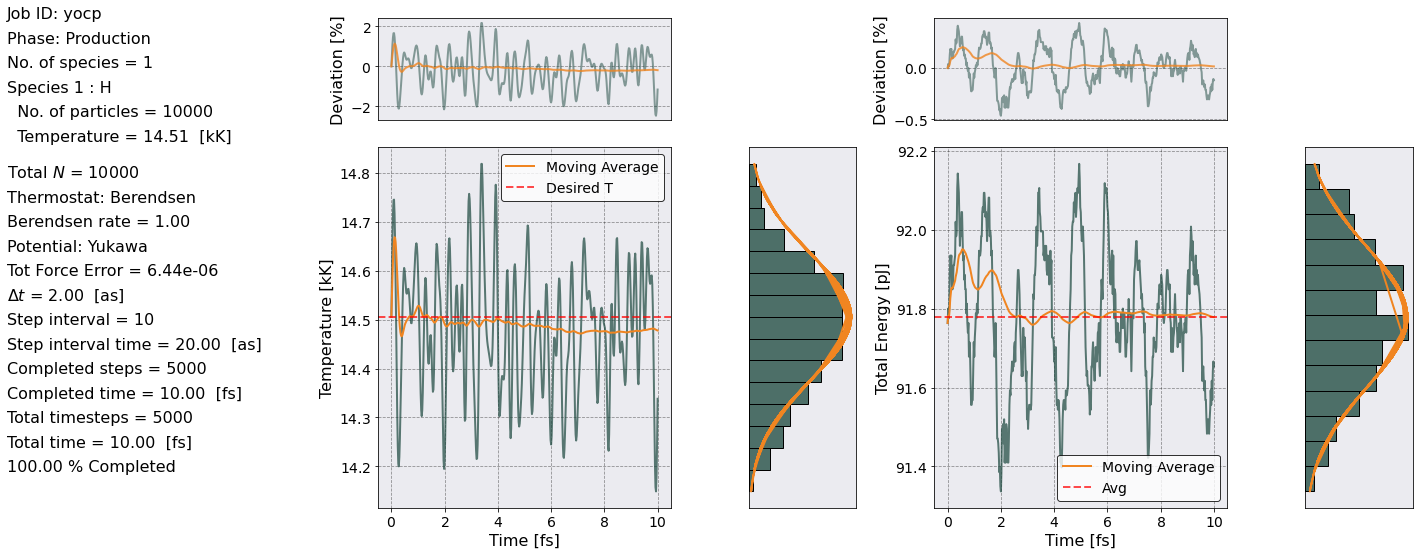 Job ID: yocp
Phase: Production
No. of species = 1
Species 1 : H
No. of particles = 10000
Temperature = 14.51 [kK]
Total N = 10000
Thermostat: Berendsen
Berendsen rate = 1.00
Potential: Yukawa
Tot Force Error = 6.44e-06
Δt = 2.00 [as]
Step interval = 10
Step interval time = 20.00 [as]
Completed steps = 5000
Completed time = 10.00 [fs]
Total timesteps = 5000
Total time = 10.00 [fs]
100.00 % Completed
Deviation [%]
2
0
−2
Temperature [kK]
14.8
14.7
14.6
14.5
14.4
14.3
14.2
Moving Average
Desired T
0 2 4 6 8 10
Time [fs]
Deviation [%]
0.0
−0.5
Total Energy [pJ]
92.2
92.0
91.8
91.6
91.4
Moving Average
Avg
0 2 4 6 8 10
Time [fs]